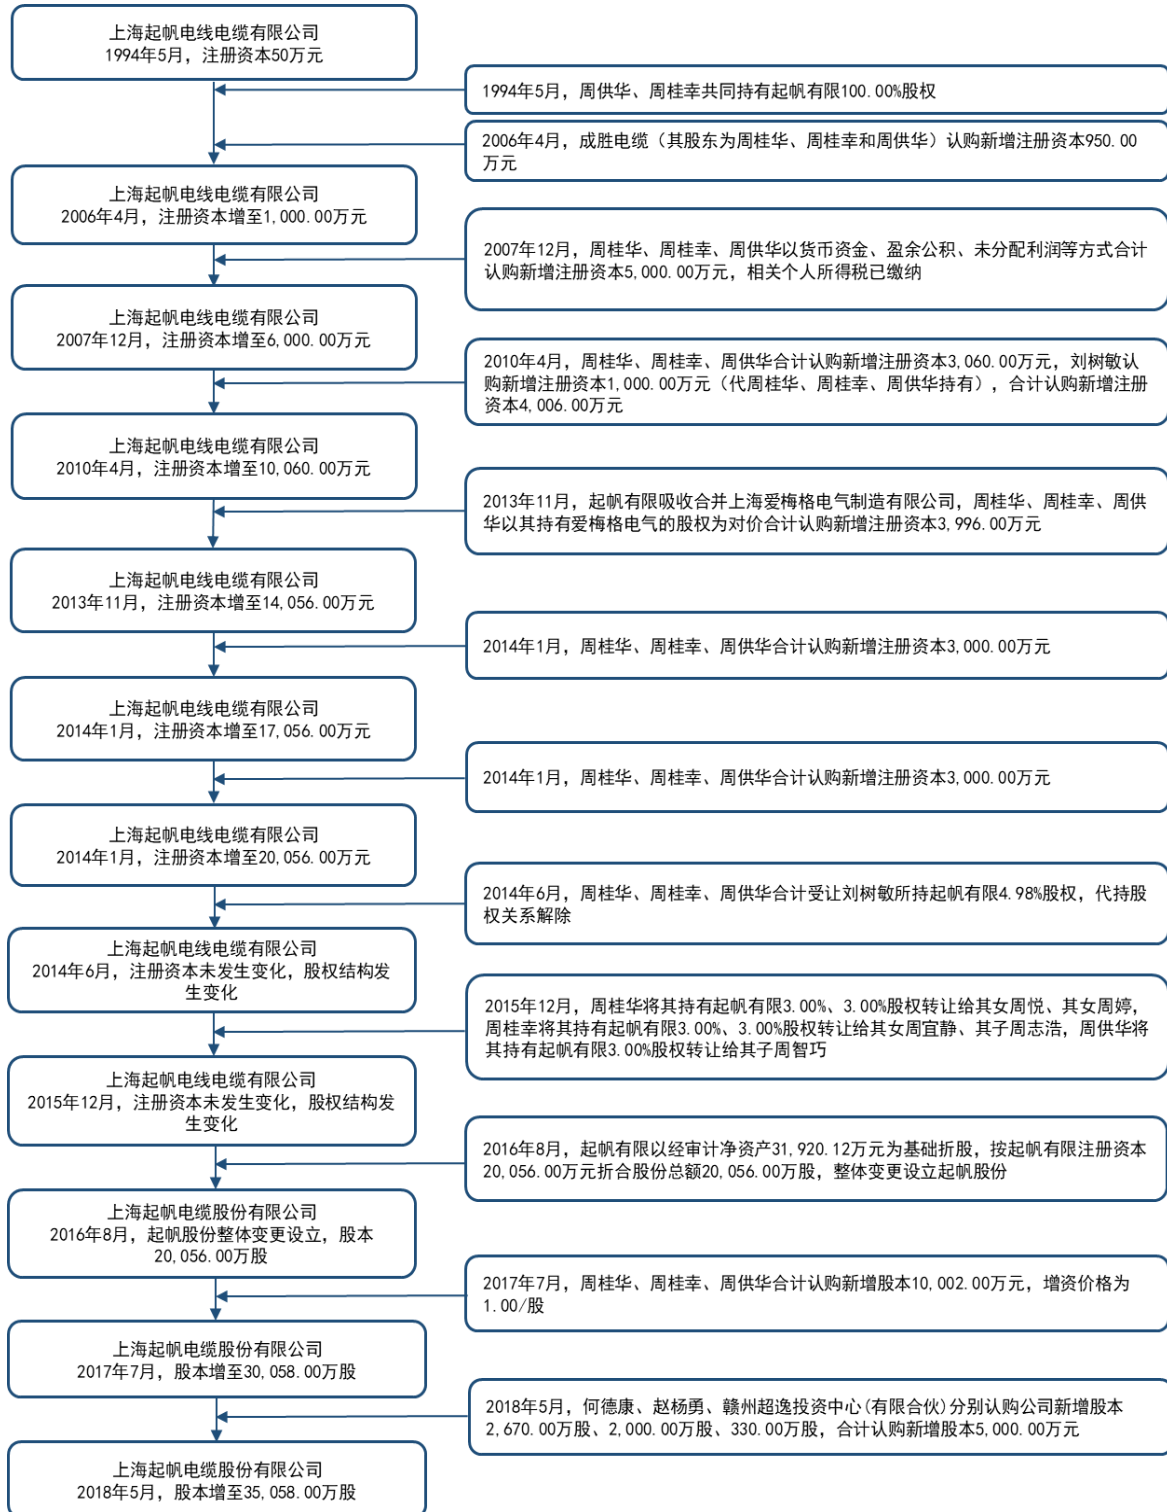 上海起帆电线电缆有限公司
1994年5月，注册资本50万元
1994年5月，周供华、周桂幸共同持有起帆有限100.00%股权
2006年4月，成胜电缆（其股东为周桂华、周桂幸和周供华）认购新增注册资本950.00
万元
上海起帆电线电缆有限公司
2006年4月，注册资本增至1,000.00万元
2007年12月，周桂华、周桂幸、周供华以货币资金、盈余公积、未分配利润等方式合计
认购新增注册资本5,000.00万元，相关个人所得税已缴纳
上海起帆电线电缆有限公司
2007年12月，注册资本增至6,000.00万元
2010年4月，周桂华、周桂幸、周供华合计认购新增注册资本3,060.00万元，刘树敏认
购新增注册资本1,000.00万元（代周桂华、周桂幸、周供华持有），合计认购新增注册
资本4,006.00万元
上海起帆电线电缆有限公司
2010年4月，注册资本增至10,060.00万元
2013年11月，起帆有限吸收合并上海爱梅格电气制造有限公司，周桂华、周桂幸、周供
华以其持有爱梅格电气的股权为对价合计认购新增注册资本3,996.00万元
上海起帆电线电缆有限公司
2013年11月，注册资本增至14,056.00万元
2014年1月，周桂华、周桂幸、周供华合计认购新增注册资本3,000.00万元
上海起帆电线电缆有限公司
2014年1月，注册资本增至17,056.00万元
2014年1月，周桂华、周桂幸、周供华合计认购新增注册资本3,000.00万元
上海起帆电线电缆有限公司
2014年1月，注册资本增至20,056.00万元
2014年6月，周桂华、周桂幸、周供华合计受让刘树敏所持起帆有限4.98%股权，代持股
权关系解除
上海起帆电线电缆有限公司
2014年6月，注册资本未发生变化，股权结构发
生变化
2015年12月，周桂华将其持有起帆有限3.00%、3.00%股权转让给其女周悦、其女周婷，
周桂幸将其持有起帆有限3.00%、3.00%股权转让给其女周宜静、其子周志浩，周供华将
其持有起帆有限3.00%股权转让给其子周智巧
上海起帆电线电缆有限公司
2015年12月，注册资本未发生变化，股权结构发
生变化
2016年8月，起帆有限以经审计净资产31,920.12万元为基础折股，按起帆有限注册资本
20,056.00万元折合股份总额20,056.00万股，整体变更设立起帆股份
上海起帆电缆股份有限公司
2016年8月，起帆股份整体变更设立，股本
20,056.00万股
2017年7月，周桂华、周桂幸、周供华合计认购新增股本10,002.00万元，增资价格为
1.00/股
上海起帆电缆股份有限公司
2017年7月，股本增至30,058.00万股
2018年5月，何德康、赵杨勇、赣州超逸投资中心(有限合伙)分别认购公司新增股本
2,670.00万股、2,000.00万股、330.00万股，合计认购新增股本5,000.00万元
上海起帆电缆股份有限公司
2018年5月，股本增至35,058.00万股